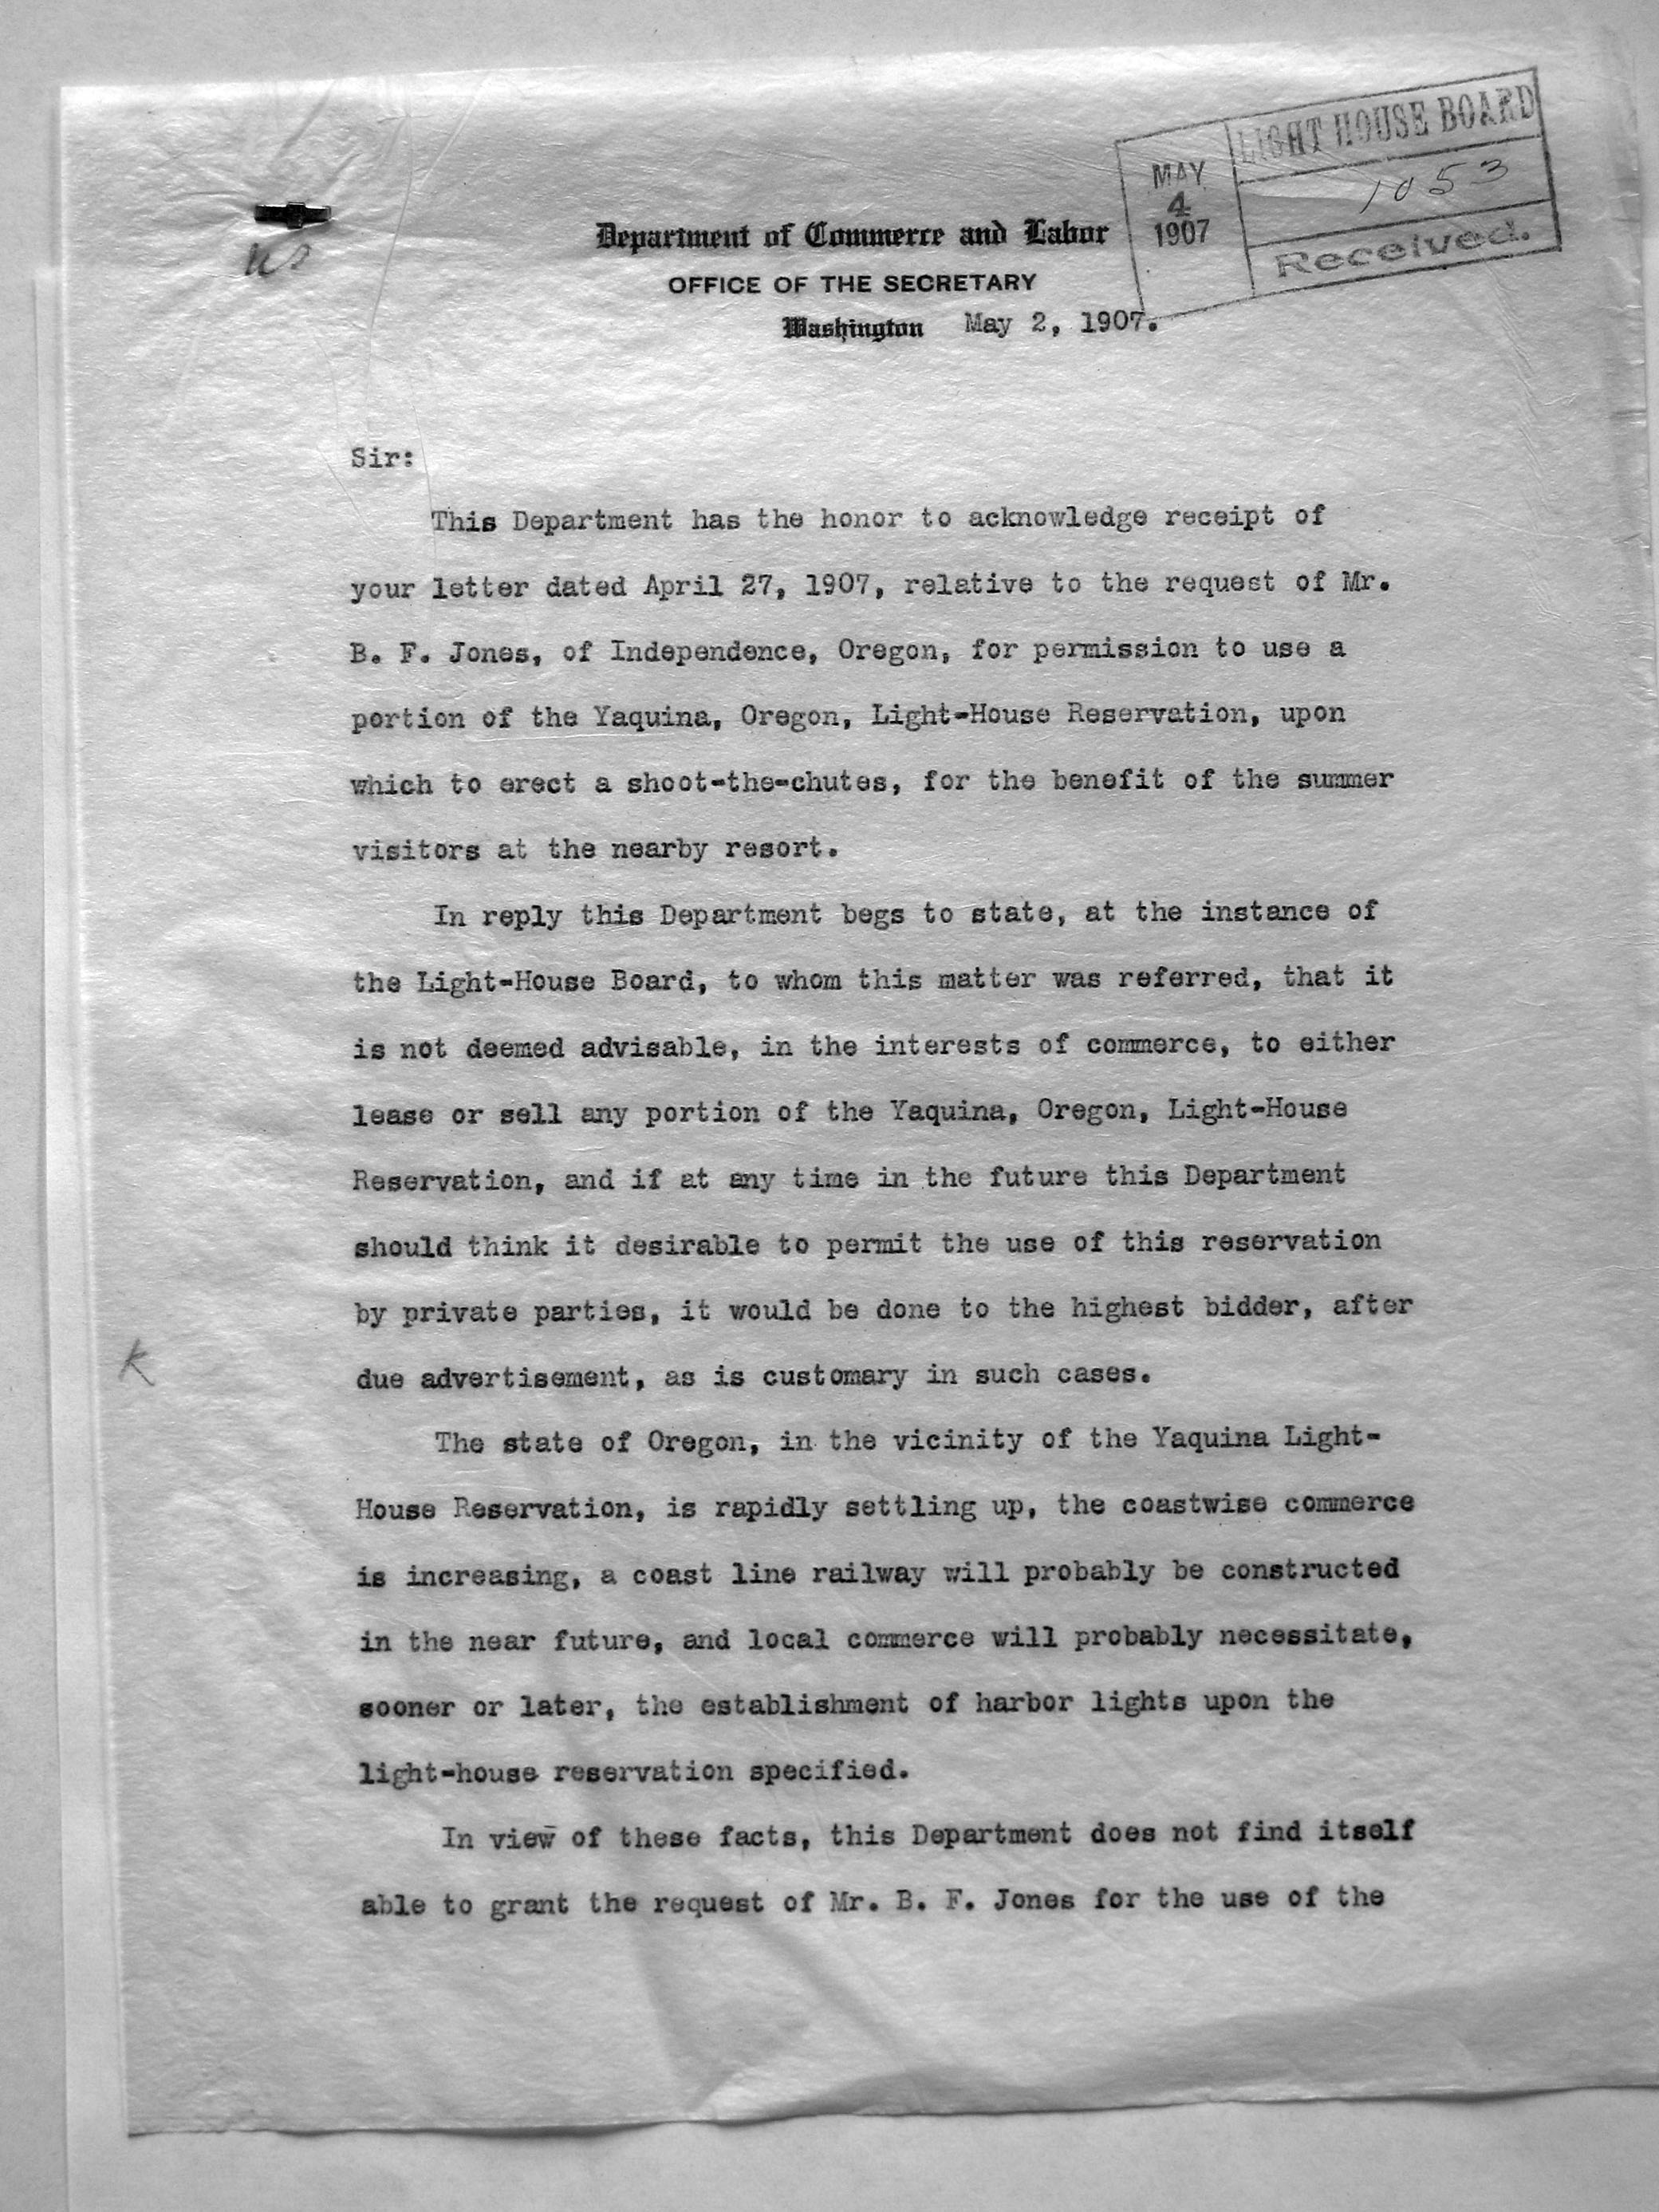 LIGHT HOUSE BOARD
MAY
4
1907
1053
Received.
Department of Commerce and Labor
OFFICE OF THE SECRETARY
Washington May 2, 1907.
Sir:
This Department has the honor to acknowledge receipt of
your letter dated April 27, 1907, relative to the request of Mr.
B. F. Jones, of Independence, Oregon, for permission to use a
portion of the Yaquina, Oregon, Light-House Reservation, upon
which to erect a shoot-the-chutes, for the benefit of the summer
visitors at the nearby resort.
In reply this Department begs to state, at the instance of
the Light-House Board, to whom this matter was referred, that it
is not deemed advisable, in the interests of commerce, to either
lease or sell any portion of the Yaquina, Oregon, Light-House
Reservation, and if at any time in the future this Department
should think it desirable to permit the use of this reservation
by private parties, it would be done to the highest bidder, after
K
due advertisement, as is customary in such cases.
The state of Oregon, in the vicinity of the Yaquina Light-
House Reservation, is rapidly settling up, the coastwise commerce
is increasing, a coast line railway will probably be constructed
in the near future, and local commerce will probably necessitate,
sooner or later, the establishment of harbor lights upon the
light-house reservation specified.
In view of these facts, this Department does not find itself
able to grant the request of Mr. B. F. Jones for the use of the